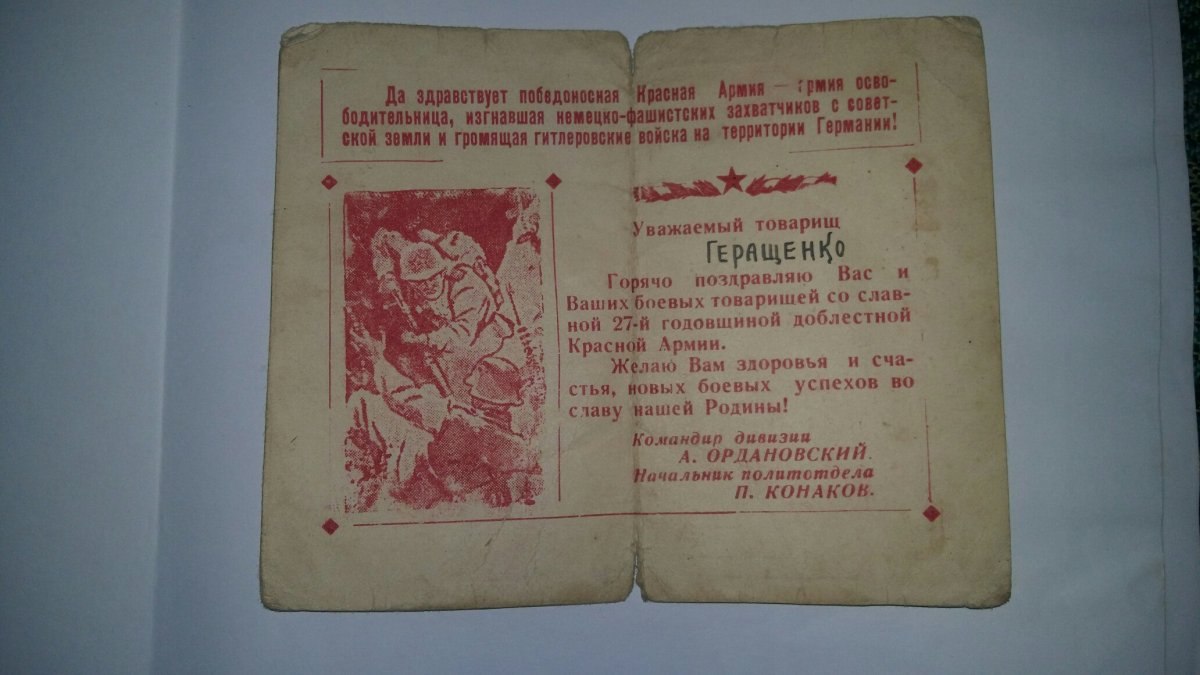 Да здравствует победоносная Красная Армия — армия осво-
бодительница, изгнавшая немецко-фашистских захватчиков с совет-
ской земли и громящая гитлеровские войска на территории Германии!
Уважаемый товарищ
ГЕРАЩЕНКО
Горячо поздравляю Вас и
Ваших боевых товарищей со слав-
ной 27-й годовщиной доблестной
Красной Армии.
Желаю Вам здоровья и сча-
стья, новых боевых успехов во
славу нашей Родины!
Командир дивизии
А. ОРДАНОВСКИЙ.
Начальник политотдела
П. КОНАКОВ.